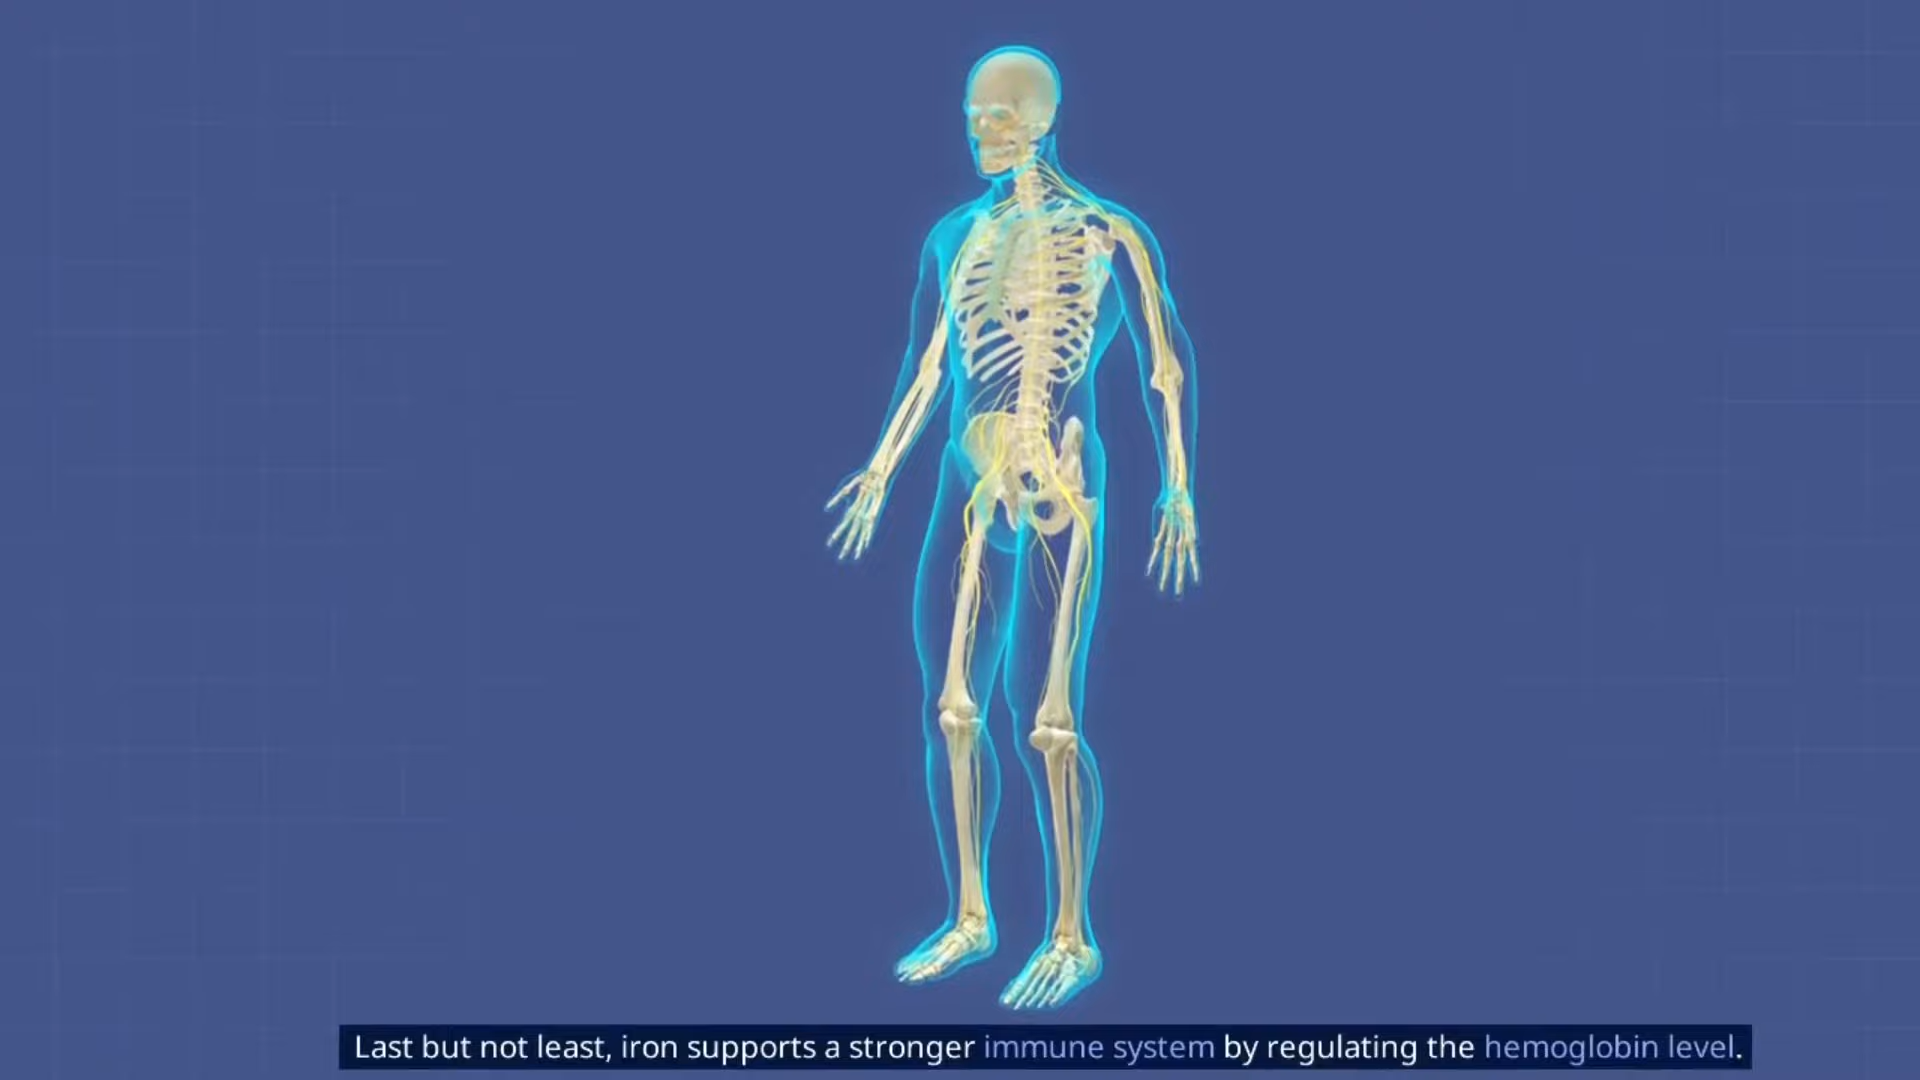 Last but not least, iron supports a stronger immune system by regulating the hemoglobin level.